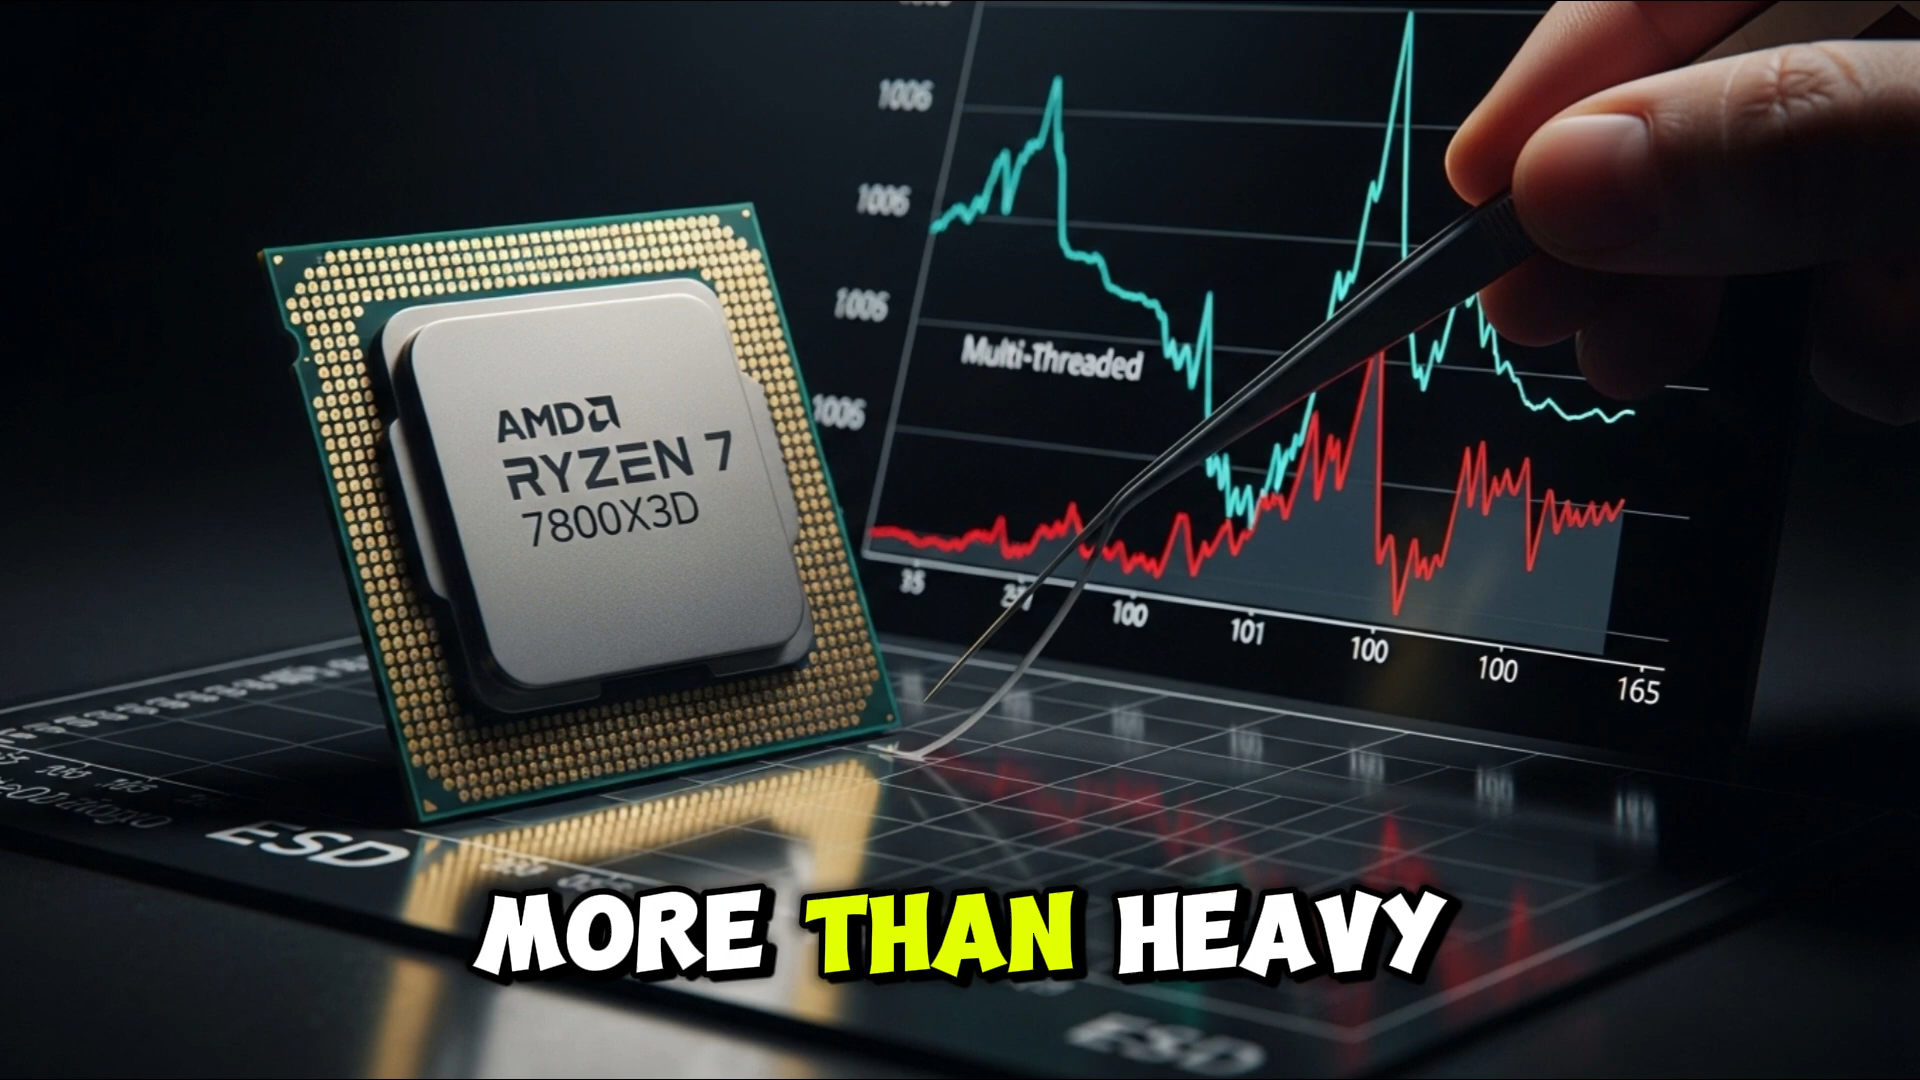 1006
1006
1006
1006
Multi-Threaded
AMD
RYZEN 7
7800X3D
35
100
101
100
100
165
ESD
MORE THAN HEAVY
ESD